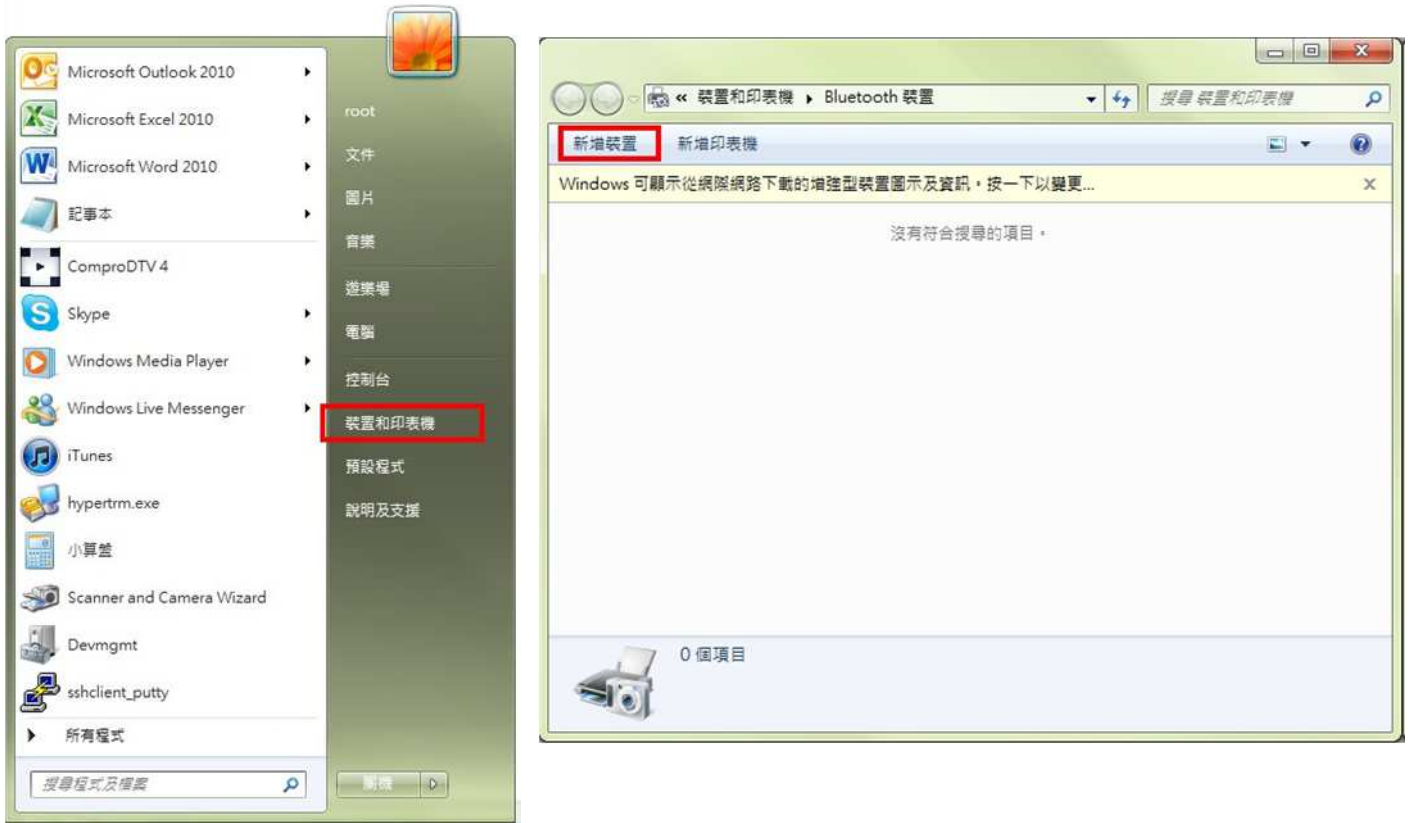 Microsoft Outlook 2010
Microsoft Excel 2010
Microsoft Word 2010
記事本
ComproDTV 4
Skype
Windows Media Player
Windows Live Messenger
iTunes
hypertrm.exe
小算盤
Scanner and Camera Wizard
Devmgmt
sshclient_putty
所有程式
搜尋程式及檔案
root
文件
圖片
音樂
遊樂場
電腦
控制台
裝置和印表機
預設程式
說明及支援
關機
« 裝置和印表機 ▸ Bluetooth 裝置
搜尋 裝置和印表機
新增裝置 新增印表機
Windows 可顯示從網際網路下載的增強型裝置圖示及資訊。按一下以變更...
沒有符合搜尋的項目。
0 個項目